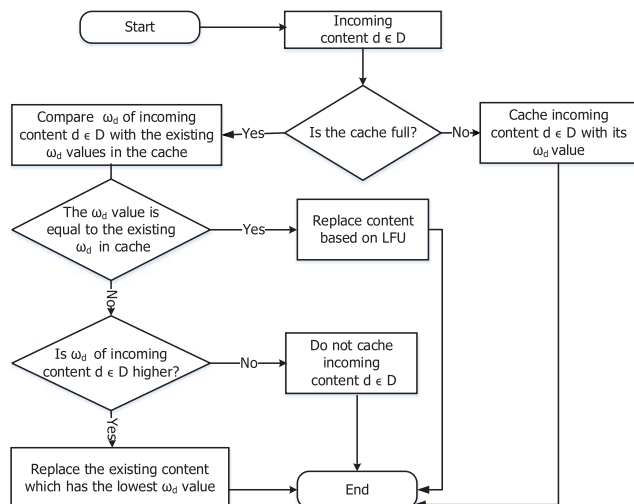 Start
Incoming
content d ϵ D
Compare ω_d of incoming
content d ϵ D with the existing
ω_d values in the cache
Yes
Is the cache full?
No
Cache incoming
content d ϵ D with its
ω_d value
The ω_d value is
equal to the existing
ω_d in cache
Yes
Replace content
based on LFU
No
Is ω_d of incoming
content d ϵ D higher?
No
Do not cache
incoming
content d ϵ D
Yes
Replace the existing content
which has the lowest ω_d value
End